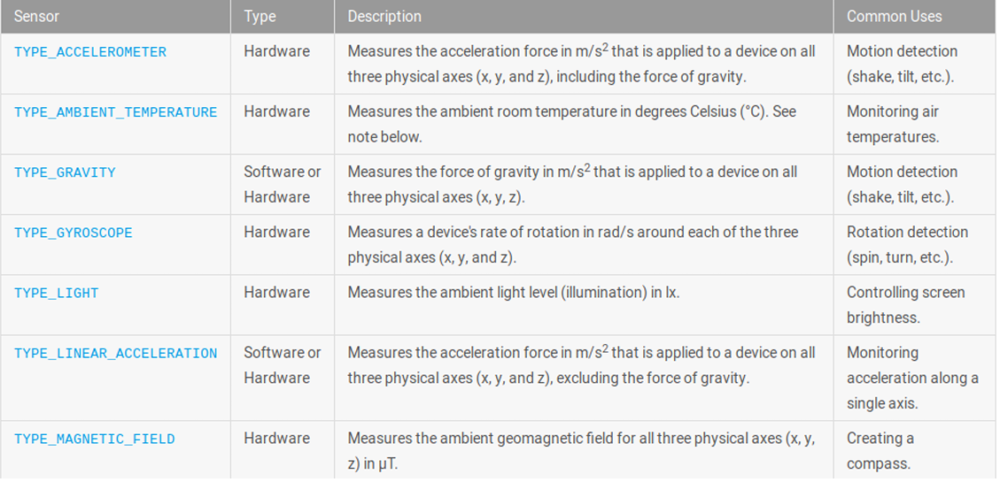 Sensor Type Description Common Uses
TYPE_ACCELEROMETER Hardware Measures the acceleration force in m/s² that is applied to a device on all Motion detection
three physical axes (x, y, and z), including the force of gravity. (shake, tilt, etc.).
TYPE_AMBIENT_TEMPERATURE Hardware Measures the ambient room temperature in degrees Celsius (°C). See Monitoring air
note below. temperatures.
TYPE_GRAVITY Software or Measures the force of gravity in m/s² that is applied to a device on all Motion detection
Hardware three physical axes (x, y, z). (shake, tilt, etc.).
TYPE_GYROSCOPE Hardware Measures a device's rate of rotation in rad/s around each of the three Rotation detection
physical axes (x, y, and z). (spin, turn, etc.).
TYPE_LIGHT Hardware Measures the ambient light level (illumination) in lx. Controlling screen
brightness.
TYPE_LINEAR_ACCELERATION Software or Measures the acceleration force in m/s² that is applied to a device on all Monitoring
Hardware three physical axes (x, y, and z), excluding the force of gravity. acceleration along a
single axis.
TYPE_MAGNETIC_FIELD Hardware Measures the ambient geomagnetic field for all three physical axes (x, y, Creating a
z) in μT. compass.